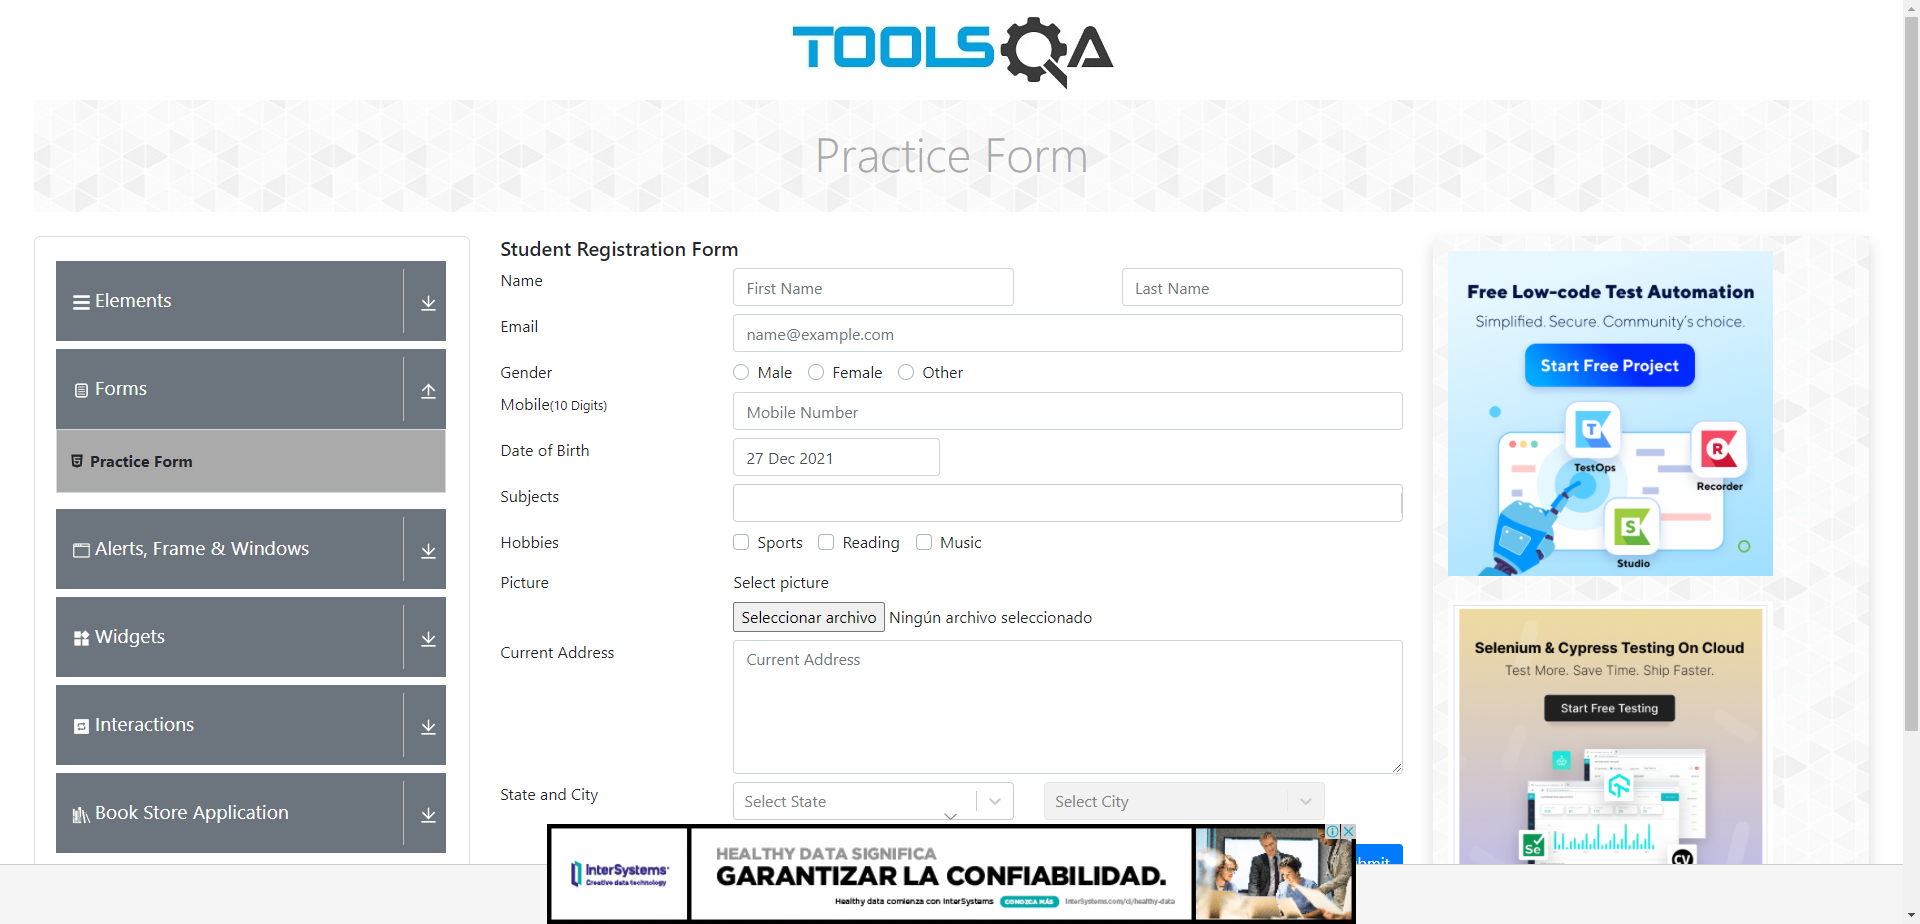 TOOLSQA
Practice Form
Elements
Forms
Practice Form
Alerts, Frame & Windows
Widgets
Interactions
Book Store Application
Student Registration Form
Name
First Name
Last Name
Email
name@example.com
Gender
Male
Female
Other
Mobile(10 Digits)
Mobile Number
Date of Birth
27 Dec 2021
Subjects
Hobbies
Sports
Reading
Music
Picture
Select picture
Seleccionar archivo Ningún archivo seleccionado
Current Address
Current Address
State and City
Select State
Select City
Free Low-code Test Automation
Simplified. Secure. Community's choice.
Start Free Project
T
TestOps
R
Recorder
S
Studio
Selenium & Cypress Testing On Cloud
Test More. Save Time. Ship Faster.
Start Free Testing
Se
CV
InterSystems
Creative data technology
HEALTHY DATA SIGNIFICA
GARANTIZAR LA CONFIABILIDAD.
Healthy data comienza con InterSystems
CONOZCA MÁS
InterSystems.com/cl/healthy-data